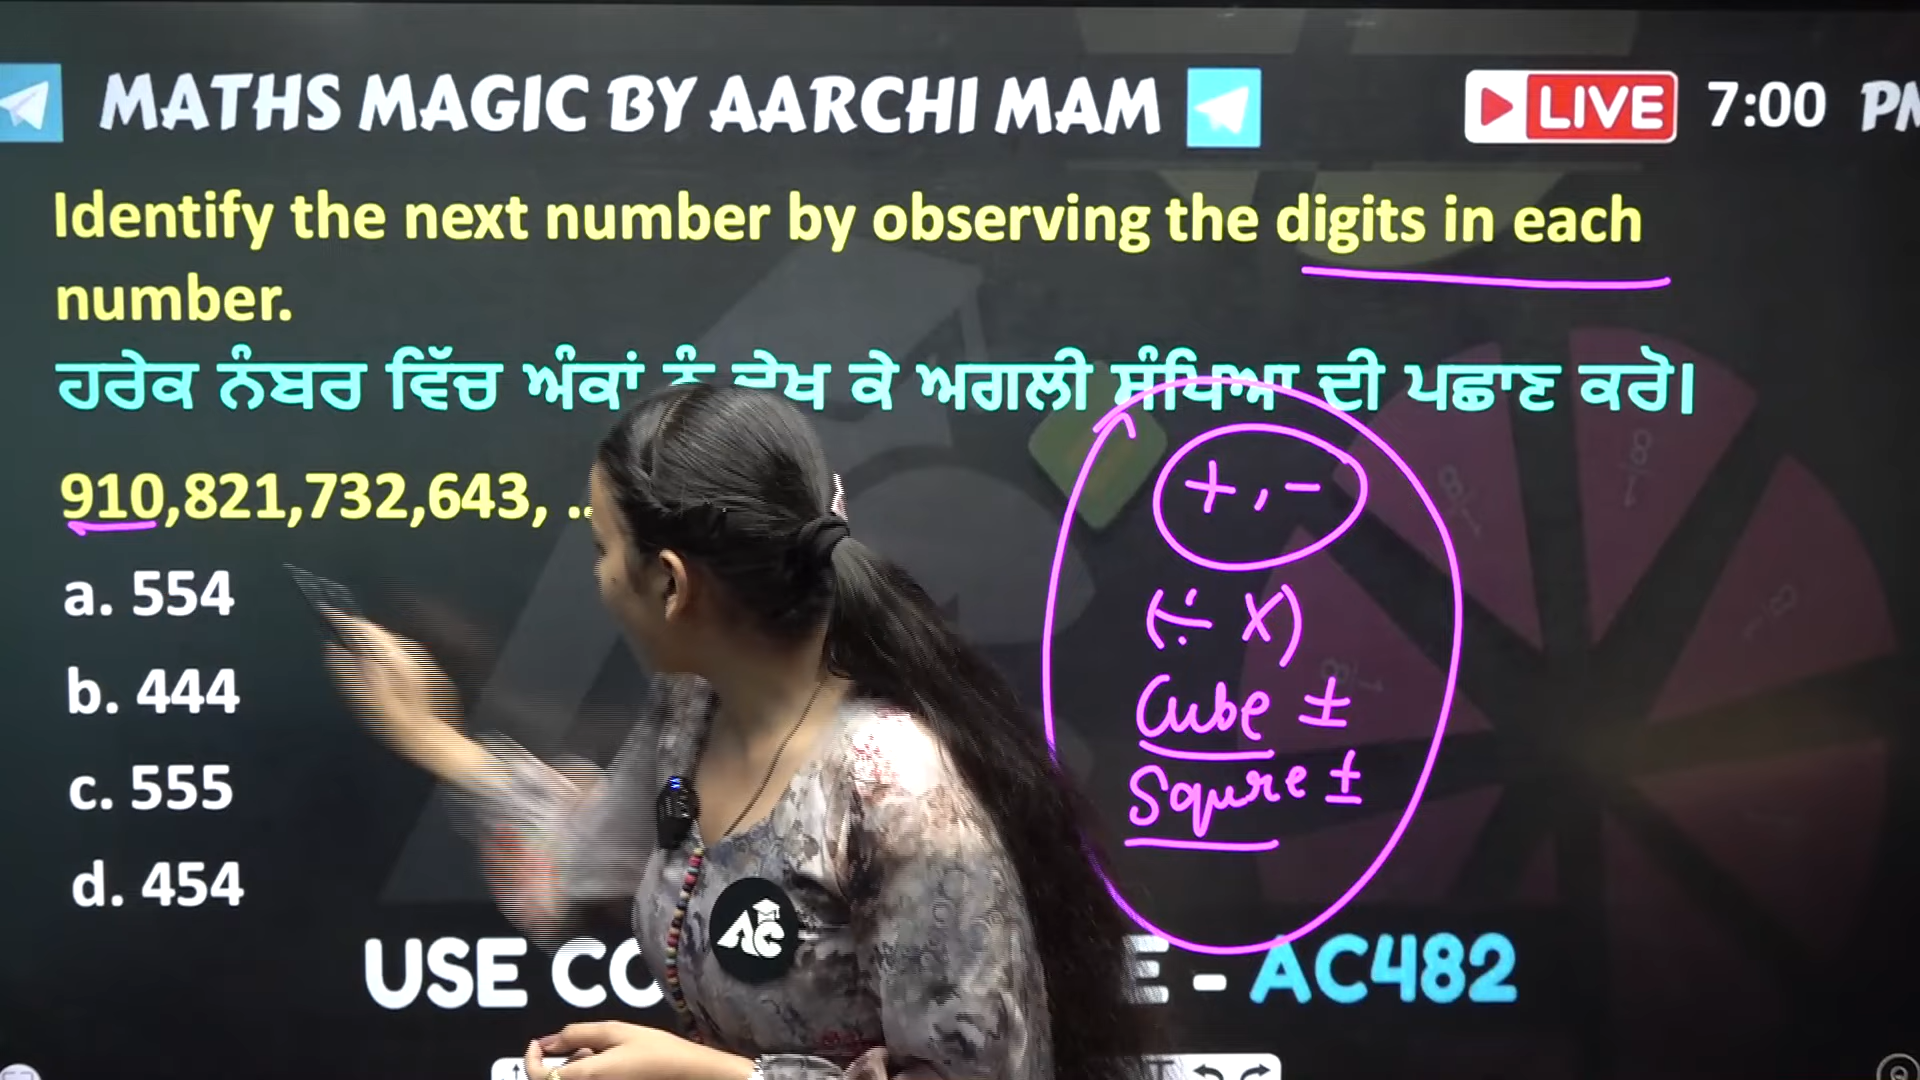 MATHS MAGIC BY AARCHI MAM LIVE 7:00
Identify the next number by observing the digits in each
number.
ਹਰੇਕ ਨੰਬਰ ਵਿੱਚ ਅੰਕਾਂ ਨੂੰ ਦੇਖ ਕੇ ਅਗਲੀ ਸੰਖਿਆ ਦੀ ਪਛਾਣ ਕਰੋ।
910,821,732,643, ..
+, -
a. 554
(÷ ×)
b. 444
Cube ±
c. 555
Squre ±
d. 454
AC
USE CO E - AC482